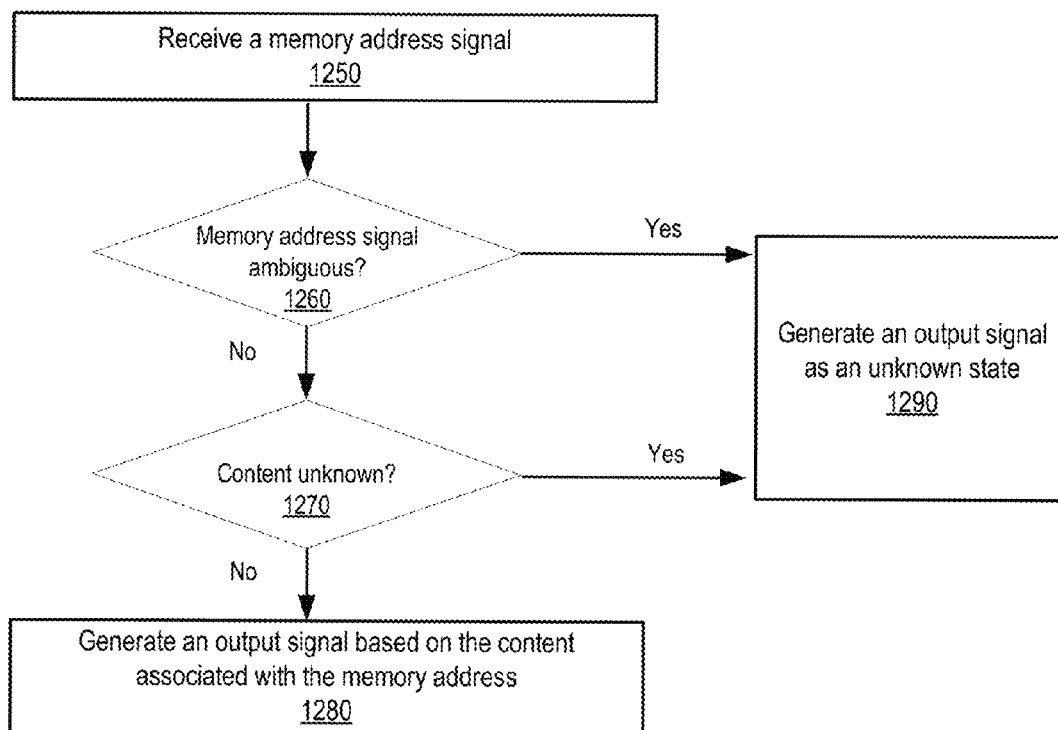 Receive a memory address signal
1250
Memory address signal
ambiguous?
1260
Yes
No
Generate an output signal
as an unknown state
1290
Content unknown?
1270
Yes
No
Generate an output signal based on the content
associated with the memory address
1280